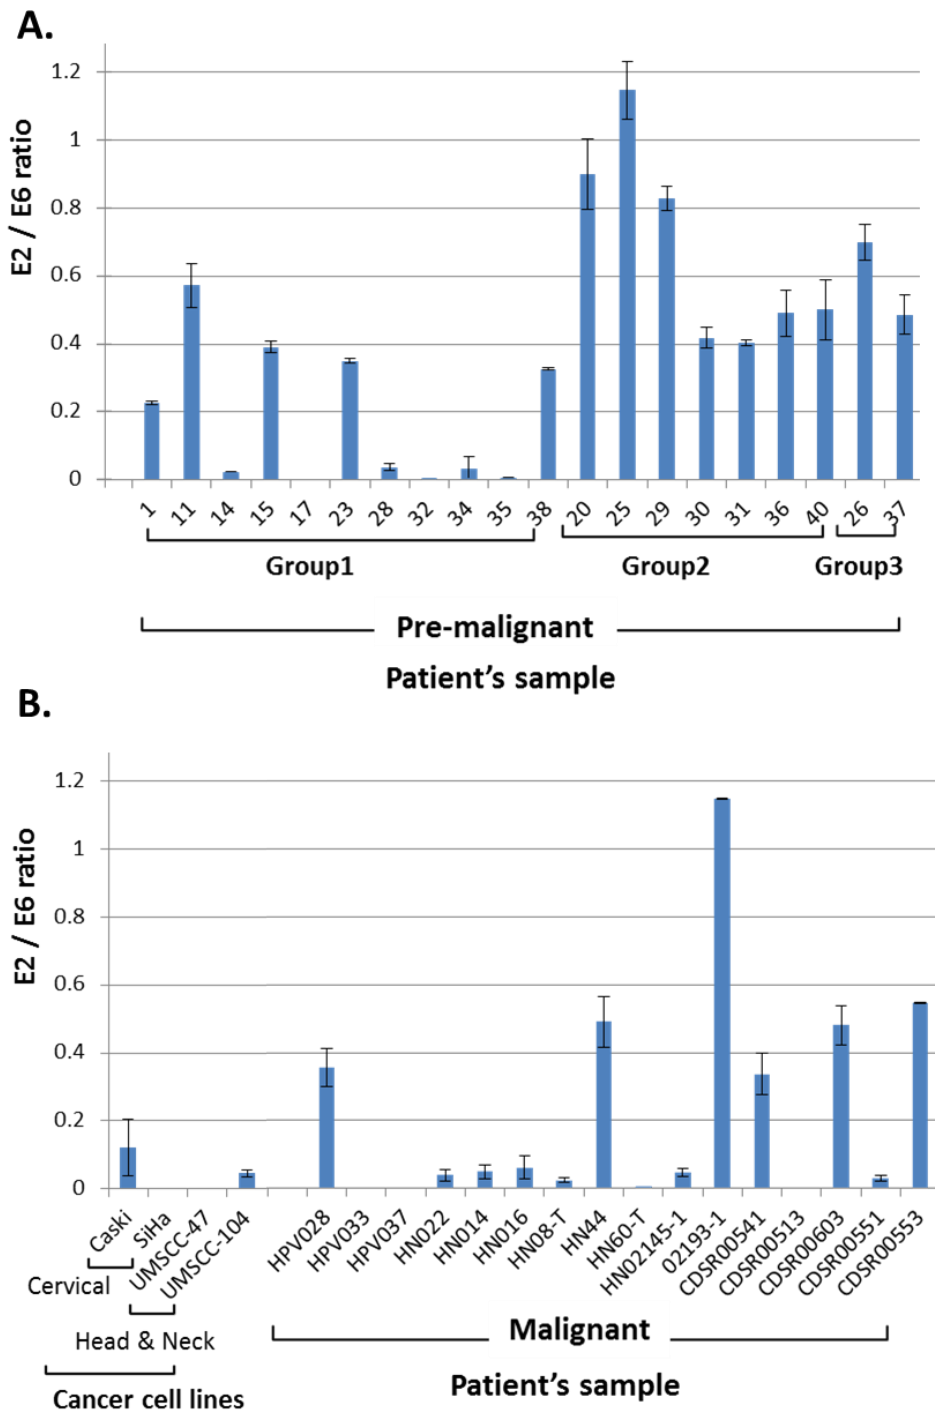 A.
E2 / E6 ratio
1.2
1
0.8
0.6
0.4
0.2
0
1 11 14 15 17 23 28 32 34 35 38 20 25 29 30 31 36 40 26 37
Group1 Group2 Group3
Pre-malignant
Patient's sample
B.
E2 / E6 ratio
1.2
1
0.8
0.6
0.4
0.2
0
Caski SiHa UMSCC-47 UMSCC-104 HPV028 HPV033 HPV037 HN022 HN014 HN016 HN08-T HN44 HN60-T HN02145-1 02193-1 CDSR00541 CDSR00513 CDSR00603 CDSR00551 CDSR00553
Cervical
Head & Neck
Cancer cell lines
Malignant
Patient's sample